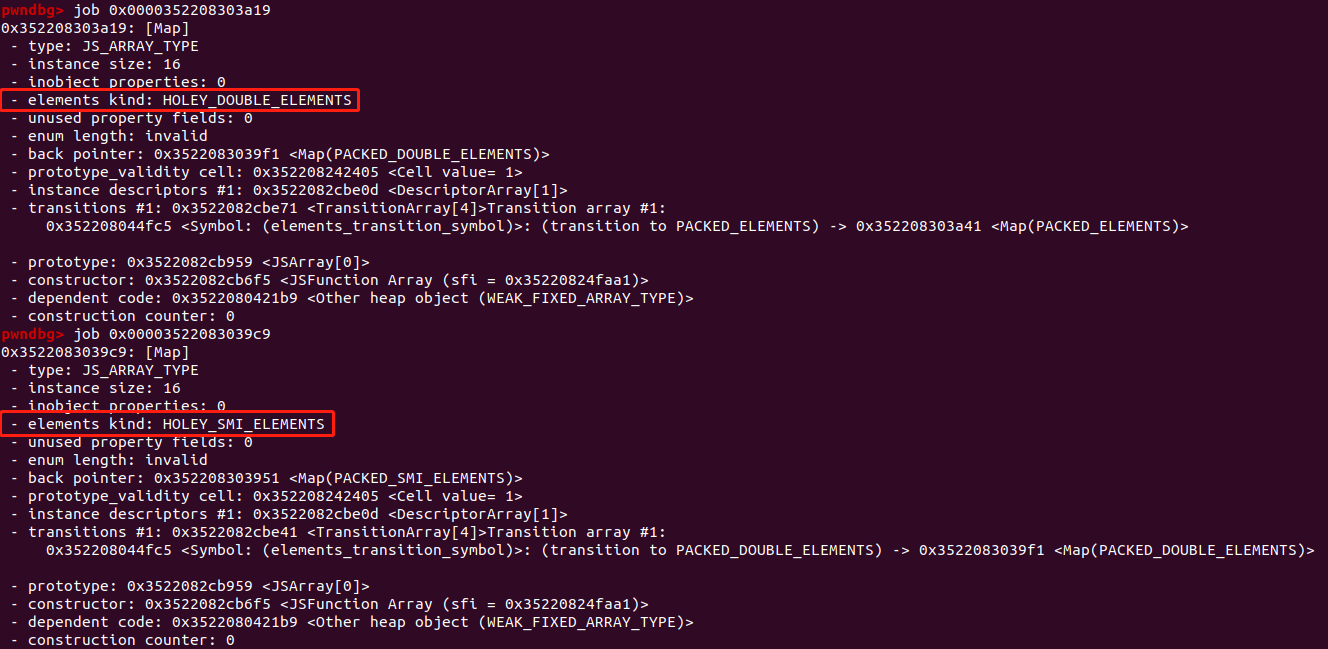 pwndbg> job 0x0000352208303a19
0x352208303a19: [Map]
- type: JS_ARRAY_TYPE
- instance size: 16
- inobject properties: 0
- elements kind: HOLEY_DOUBLE_ELEMENTS
- unused property fields: 0
- enum length: invalid
- back pointer: 0x3522083039f1 <Map(PACKED_DOUBLE_ELEMENTS)>
- prototype_validity cell: 0x352208242405 <Cell value= 1>
- instance descriptors #1: 0x3522082cbe0d <DescriptorArray[1]>
- transitions #1: 0x3522082cbe71 <TransitionArray[4]>Transition array #1:
0x352208044fc5 <Symbol: (elements_transition_symbol)>: (transition to PACKED_ELEMENTS) -> 0x352208303a41 <Map(PACKED_ELEMENTS)>
- prototype: 0x3522082cb959 <JSArray[0]>
- constructor: 0x3522082cb6f5 <JSFunction Array (sfi = 0x35220824faa1)>
- dependent code: 0x3522080421b9 <Other heap object (WEAK_FIXED_ARRAY_TYPE)>
- construction counter: 0
pwndbg> job 0x00003522083039c9
0x3522083039c9: [Map]
- type: JS_ARRAY_TYPE
- instance size: 16
- inobject properties: 0
- elements kind: HOLEY_SMI_ELEMENTS
- unused property fields: 0
- enum length: invalid
- back pointer: 0x352208303951 <Map(PACKED_SMI_ELEMENTS)>
- prototype_validity cell: 0x352208242405 <Cell value= 1>
- instance descriptors #1: 0x3522082cbe0d <DescriptorArray[1]>
- transitions #1: 0x3522082cbe41 <TransitionArray[4]>Transition array #1:
0x352208044fc5 <Symbol: (elements_transition_symbol)>: (transition to PACKED_DOUBLE_ELEMENTS) -> 0x3522083039f1 <Map(PACKED_DOUBLE_ELEMENTS)>
- prototype: 0x3522082cb959 <JSArray[0]>
- constructor: 0x3522082cb6f5 <JSFunction Array (sfi = 0x35220824faa1)>
- dependent code: 0x3522080421b9 <Other heap object (WEAK_FIXED_ARRAY_TYPE)>
- construction counter: 0